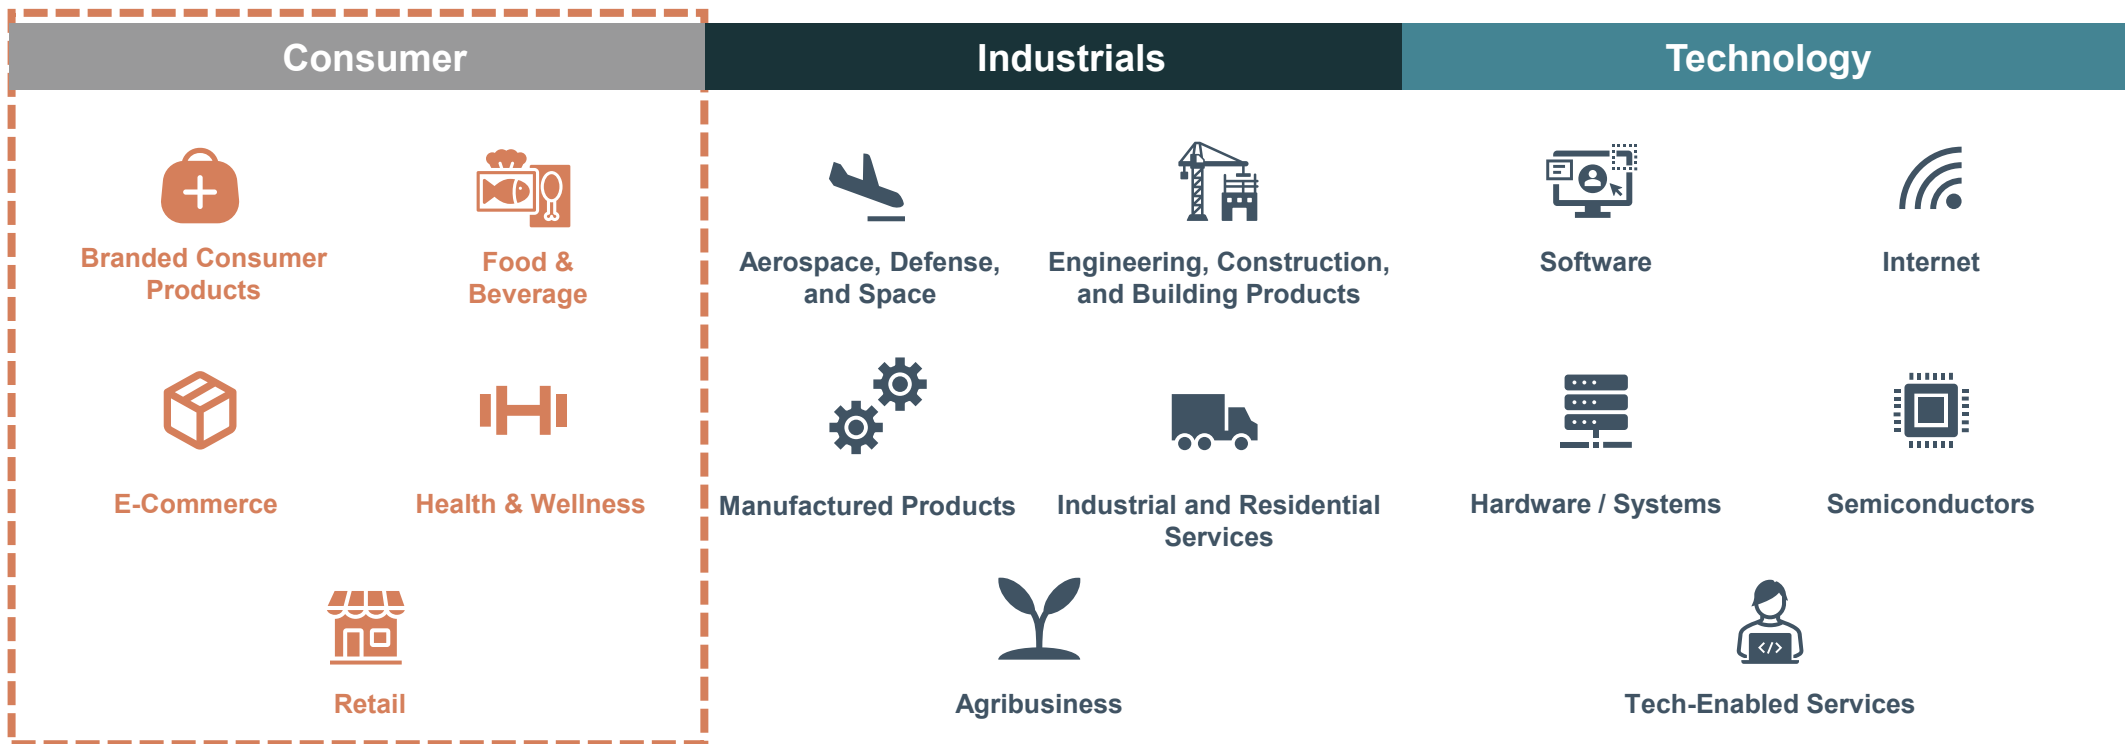 Consumer
Industrials
Technology
Branded Consumer
Products
Food &
Beverage
Aerospace, Defense,
and Space
Engineering, Construction,
and Building Products
Software
Internet
E-Commerce
Health & Wellness
Manufactured Products
Industrial and Residential
Services
Hardware / Systems
Semiconductors
Retail
Agribusiness
</>
Tech-Enabled Services